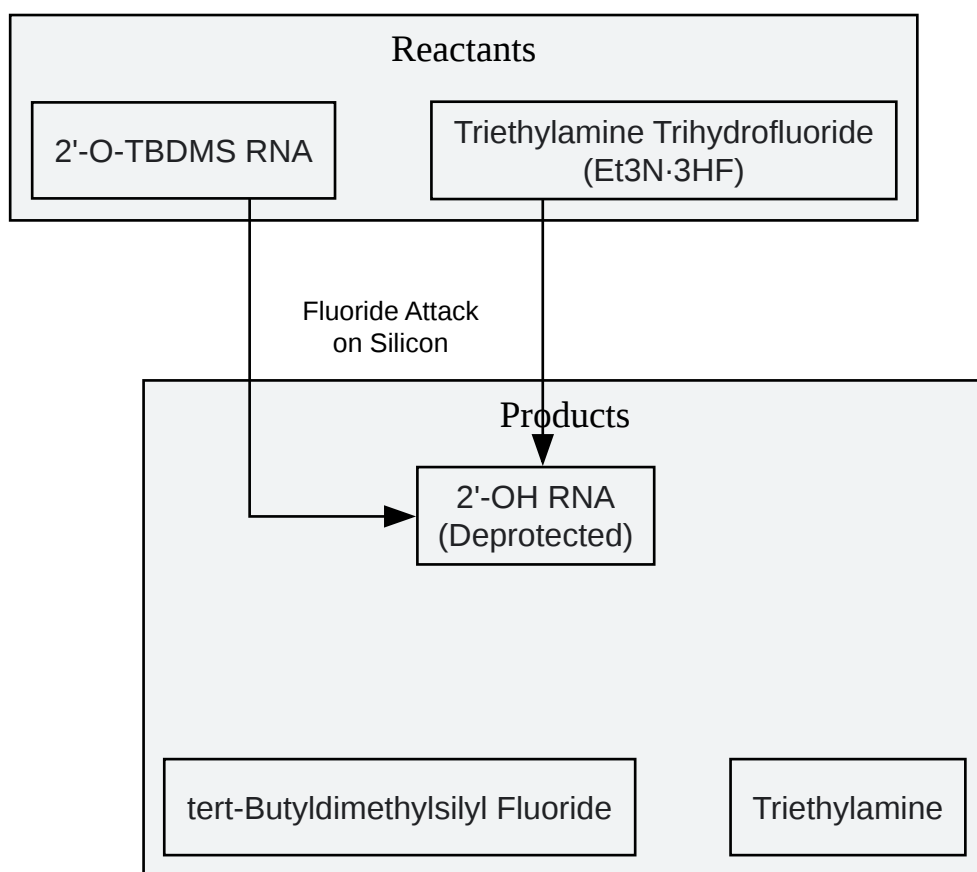 Reactants
2'-O-TBDMS RNA
Triethylamine Trihydrofluoride
(Et3N·3HF)
Fluoride Attack
on Silicon
Products
2'-OH RNA
(Deprotected)
tert-Butyldimethylsilyl Fluoride
Triethylamine